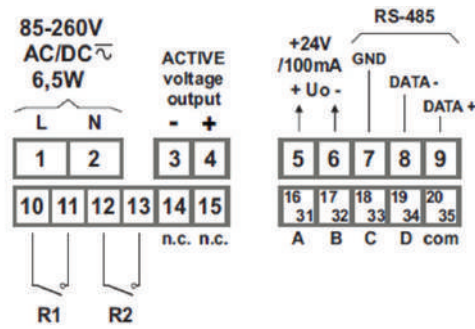 85-260V
AC/DC
6,5W
L N
ACTIVE
voltage
output
- +
+24V
/100mA
+ Uo -
RS-485
GND
DATA -
DATA +
1 2 3 4 5 6 7 8 9
10 11 12 13 14 15
16 17 18 19 20
31 32 33 34 35
n.c. n.c.
A B C D com
R1 R2